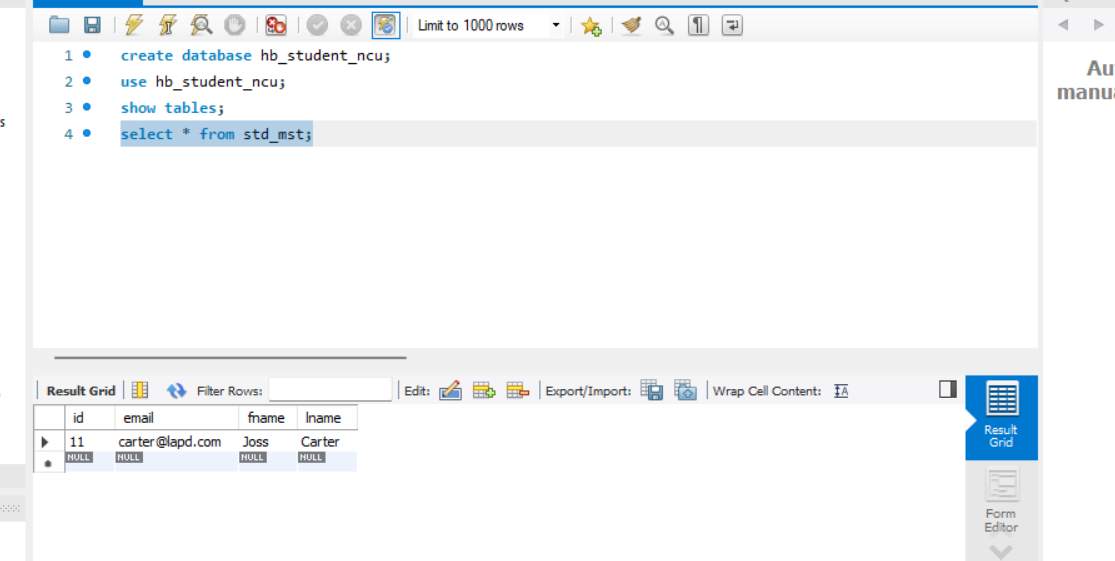 Limit to 1000 rows
1 create database hb_student_ncu;
2 use hb_student_ncu;
3 show tables;
4 select * from std_mst;
Au
manua
s
Result Grid Filter Rows: Edit: Export/Import: Wrap Cell Content: IA
id email fname lname
11 carter@lapd.com Joss Carter
NULL NULL NULL NULL
Result
Grid
Form
Editor